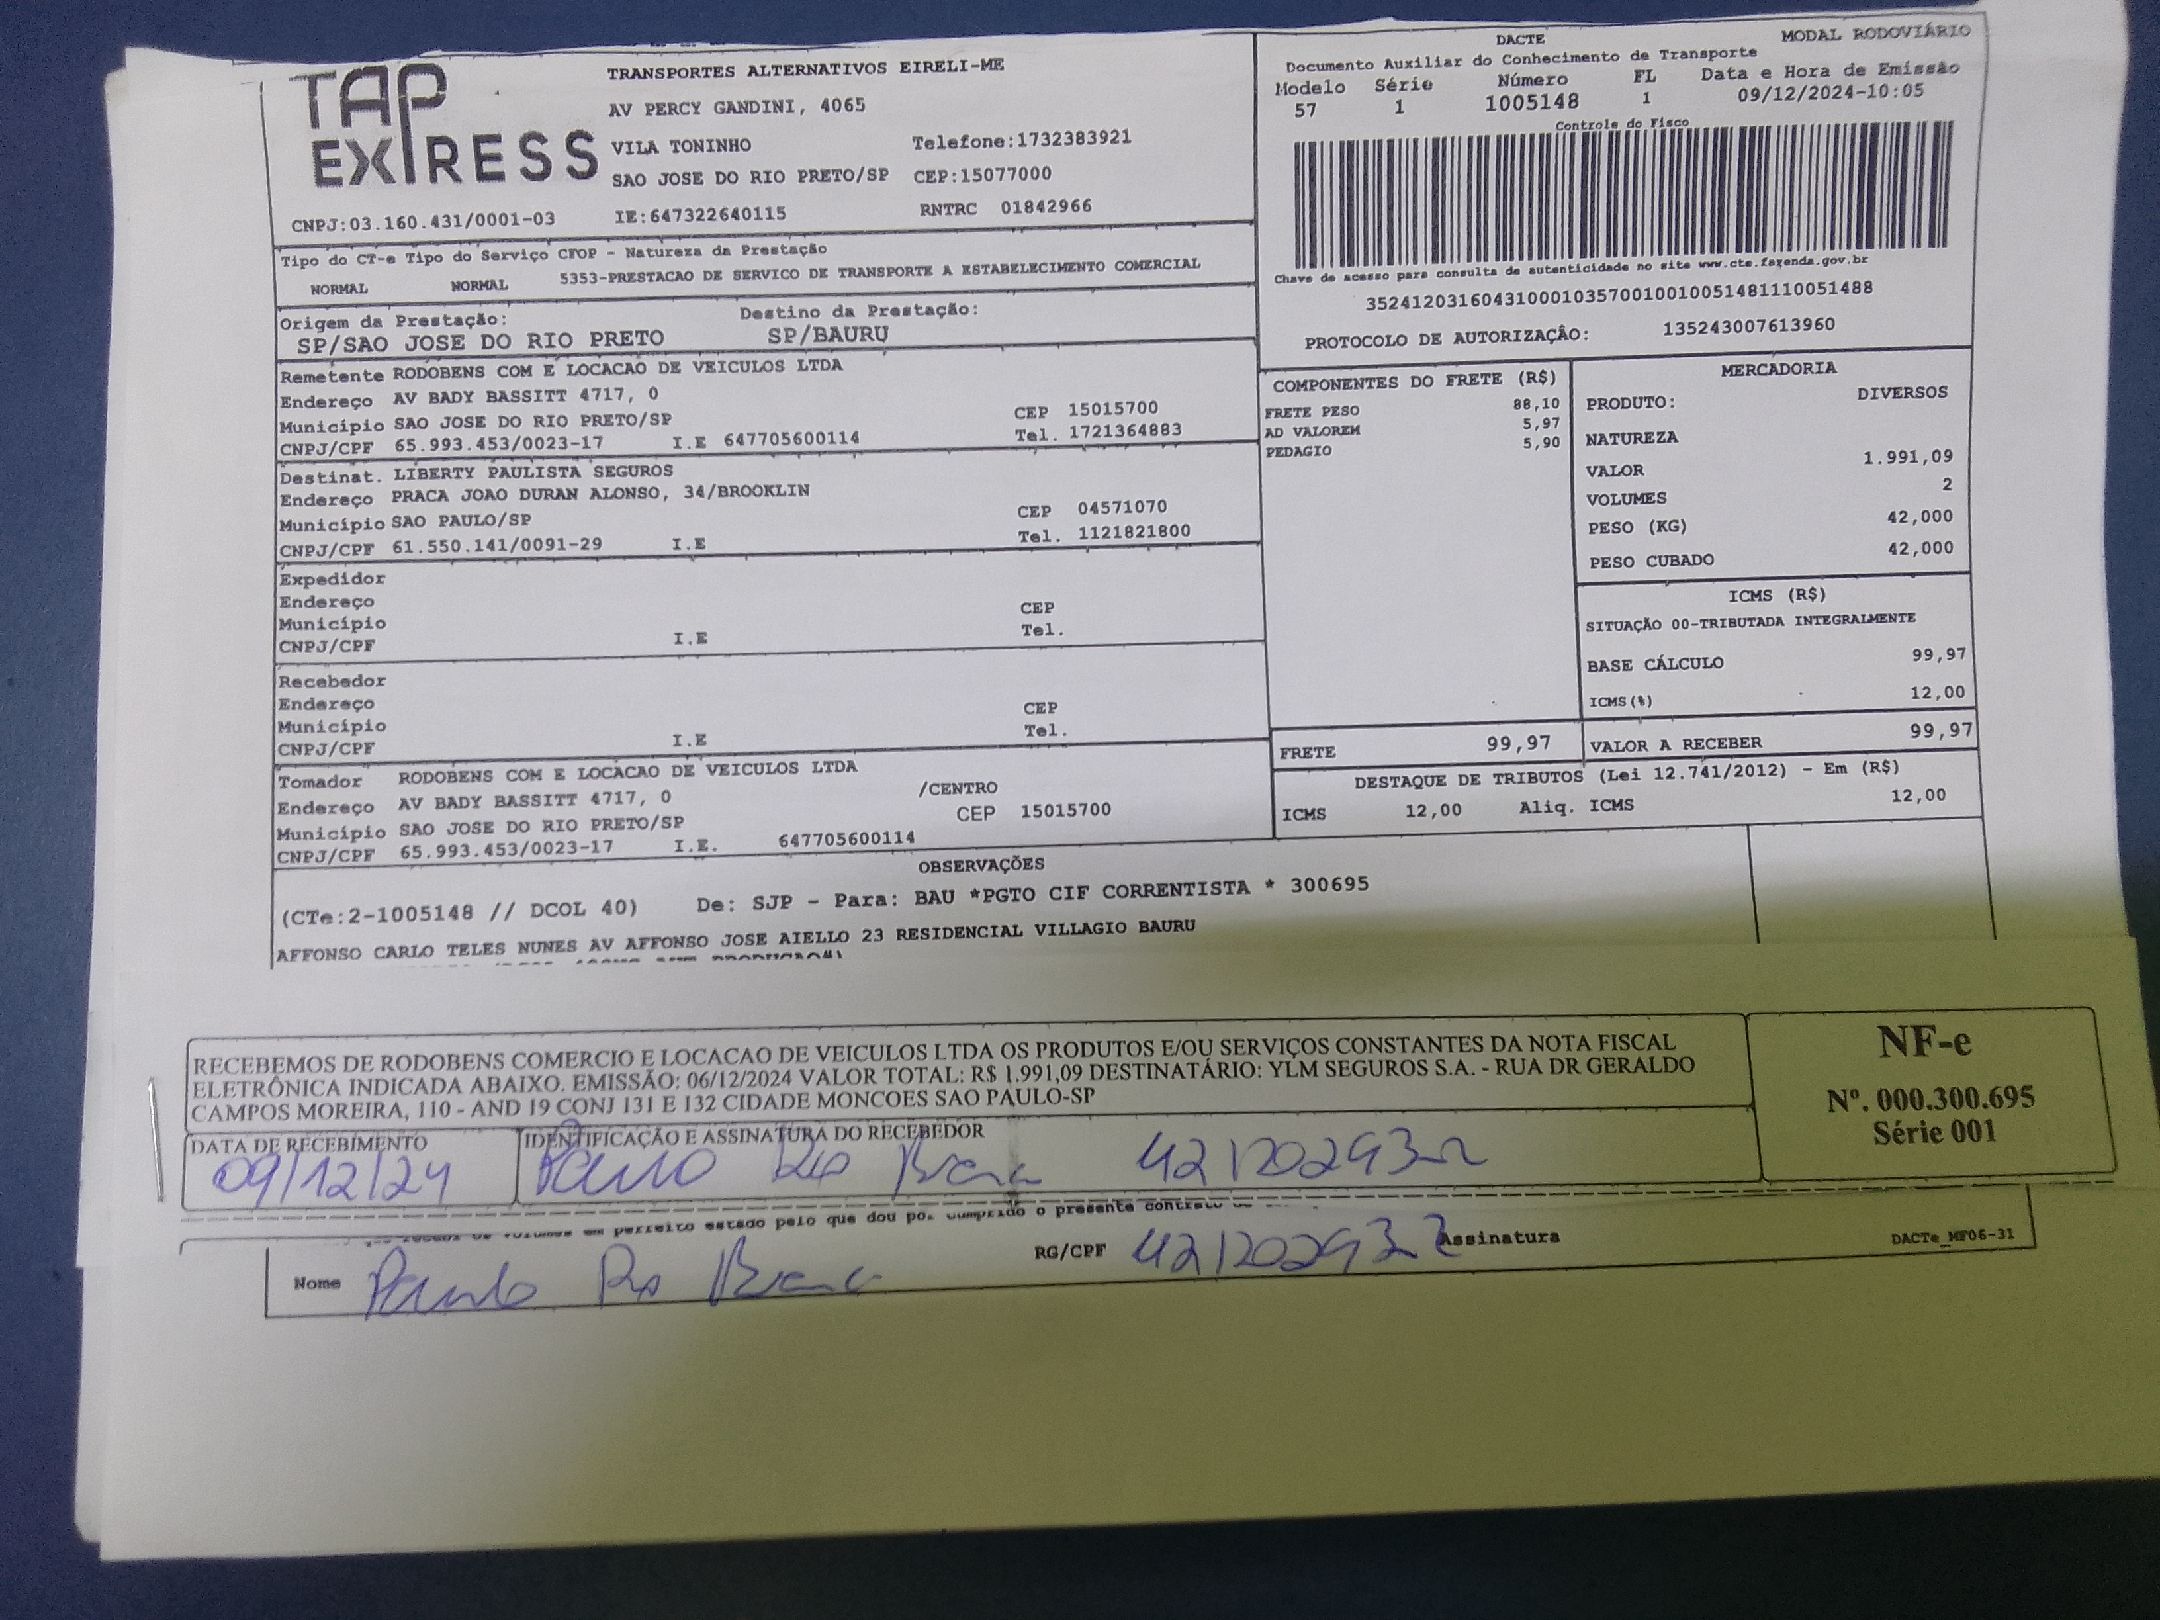 TAP EXPRESS
TRANSPORTES ALTERNATIVOS EIRELI-ME
AV PERCY GANDINI, 4065
VILA TONINHO Telefone:1732383921
SAO JOSE DO RIO PRETO/SP CEP:15077000
CNPJ:03.160.431/0001-03 IE:647322640115 RNTRC 01842966
DACTE MODAL RODOVIÁRIO
Documento Auxiliar do Conhecimento de Transporte
Modelo Série Número FL Data e Hora de Emissão
57 1 1005148 1 09/12/2024-10:05
Controle do Fisco
Chave de acesso para consulta de autenticidade no site www.cte.fazenda.gov.br
35241203160431000103570010010051481110051488
PROTOCOLO DE AUTORIZAÇÃO: 135243007613960
Tipo do CT-e Tipo do Serviço CFOP - Natureza da Prestação
NORMAL NORMAL 5353-PRESTACAO DE SERVICO DE TRANSPORTE A ESTABELECIMENTO COMERCIAL
Origem da Prestação: Destino da Prestação:
SP/SAO JOSE DO RIO PRETO SP/BAURU
Remetente RODOBENS COM E LOCACAO DE VEICULOS LTDA
Endereço AV BADY BASSITT 4717, 0
Município SAO JOSE DO RIO PRETO/SP CEP 15015700
CNPJ/CPF 65.993.453/0023-17 I.E 647705600114 Tel. 1721364883
Destinat. LIBERTY PAULISTA SEGUROS
Endereço PRACA JOAO DURAN ALONSO, 34/BROOKLIN
Município SAO PAULO/SP CEP 04571070
CNPJ/CPF 61.550.141/0091-29 I.E Tel. 1121821800
Expedidor
Endereço
Município CEP
CNPJ/CPF I.E Tel.
Recebedor
Endereço
Município CEP
CNPJ/CPF I.E Tel.
Tomador RODOBENS COM E LOCACAO DE VEICULOS LTDA
Endereço AV BADY BASSITT 4717, 0 /CENTRO
Município SAO JOSE DO RIO PRETO/SP CEP 15015700
CNPJ/CPF 65.993.453/0023-17 I.E. 647705600114
COMPONENTES DO FRETE (R$)
FRETE PESO 88,10
AD VALOREM 5,97
PEDAGIO 5,90
MERCADORIA
PRODUTO: DIVERSOS
NATUREZA
VALOR 1.991,09
VOLUMES 2
PESO (KG) 42,000
PESO CUBADO 42,000
ICMS (R$)
SITUAÇÃO 00-TRIBUTADA INTEGRALMENTE
BASE CÁLCULO 99,97
ICMS(%) 12,00
FRETE 99,97 VALOR A RECEBER 99,97
DESTAQUE DE TRIBUTOS (Lei 12.741/2012) - Em (R$)
ICMS 12,00 Aliq. ICMS 12,00
OBSERVAÇÕES
(CTe:2-1005148 // DCOL 40) De: SJP - Para: BAU *PGTO CIF CORRENTISTA * 300695
AFFONSO CARLO TELES NUNES AV AFFONSO JOSE AIELLO 23 RESIDENCIAL VILLAGIO BAURU
RECEBEMOS DE RODOBENS COMERCIO E LOCACAO DE VEICULOS LTDA OS PRODUTOS E/OU SERVIÇOS CONSTANTES DA NOTA FISCAL
ELETRÔNICA INDICADA ABAIXO. EMISSÃO: 06/12/2024 VALOR TOTAL: R$ 1.991,09 DESTINATÁRIO: YLM SEGUROS S.A. - RUA DR GERALDO
CAMPOS MOREIRA, 110 - AND 19 CONJ 131 E 132 CIDADE MONCOES SAO PAULO-SP
NF-e
Nº. 000.300.695
Série 001
DATA DE RECEBIMENTO IDENTIFICAÇÃO E ASSINATURA DO RECEBEDOR
09/12/24 Paulo
volumes em perfeito estado pelo que dou por cumprido o presente contrato
Nome Paulo RG/CPF Assinatura
DACTe_MF06-31